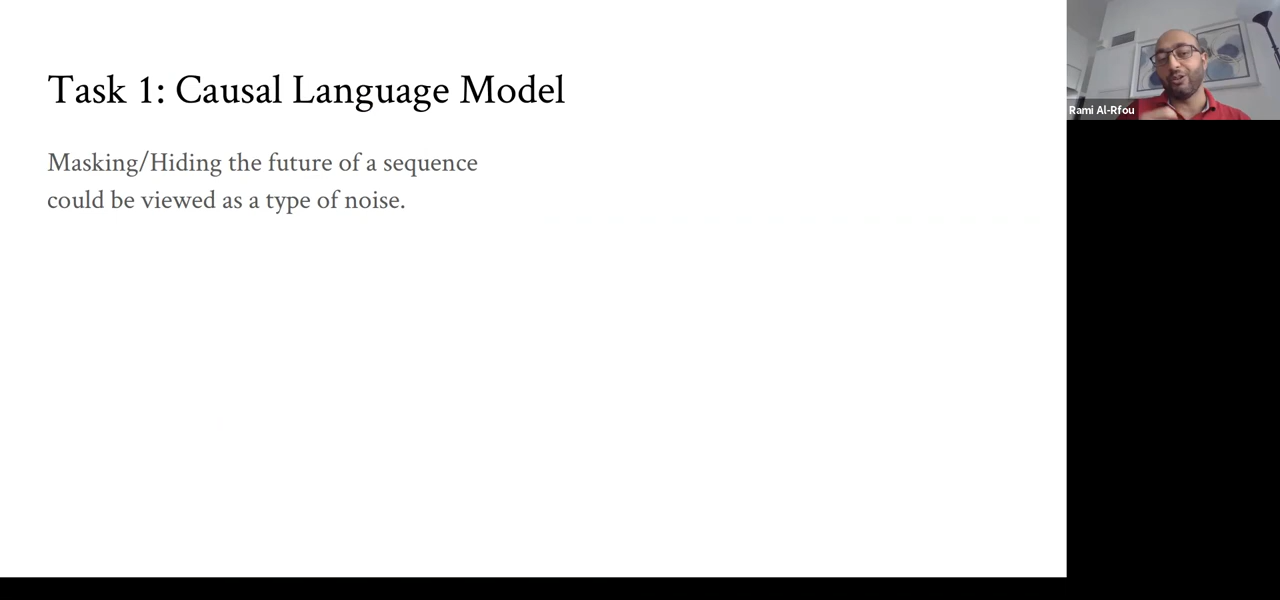 Task 1: Causal Language Model
Masking/Hiding the future of a sequence
could be viewed as a type of noise.
Rami Al-Rfou